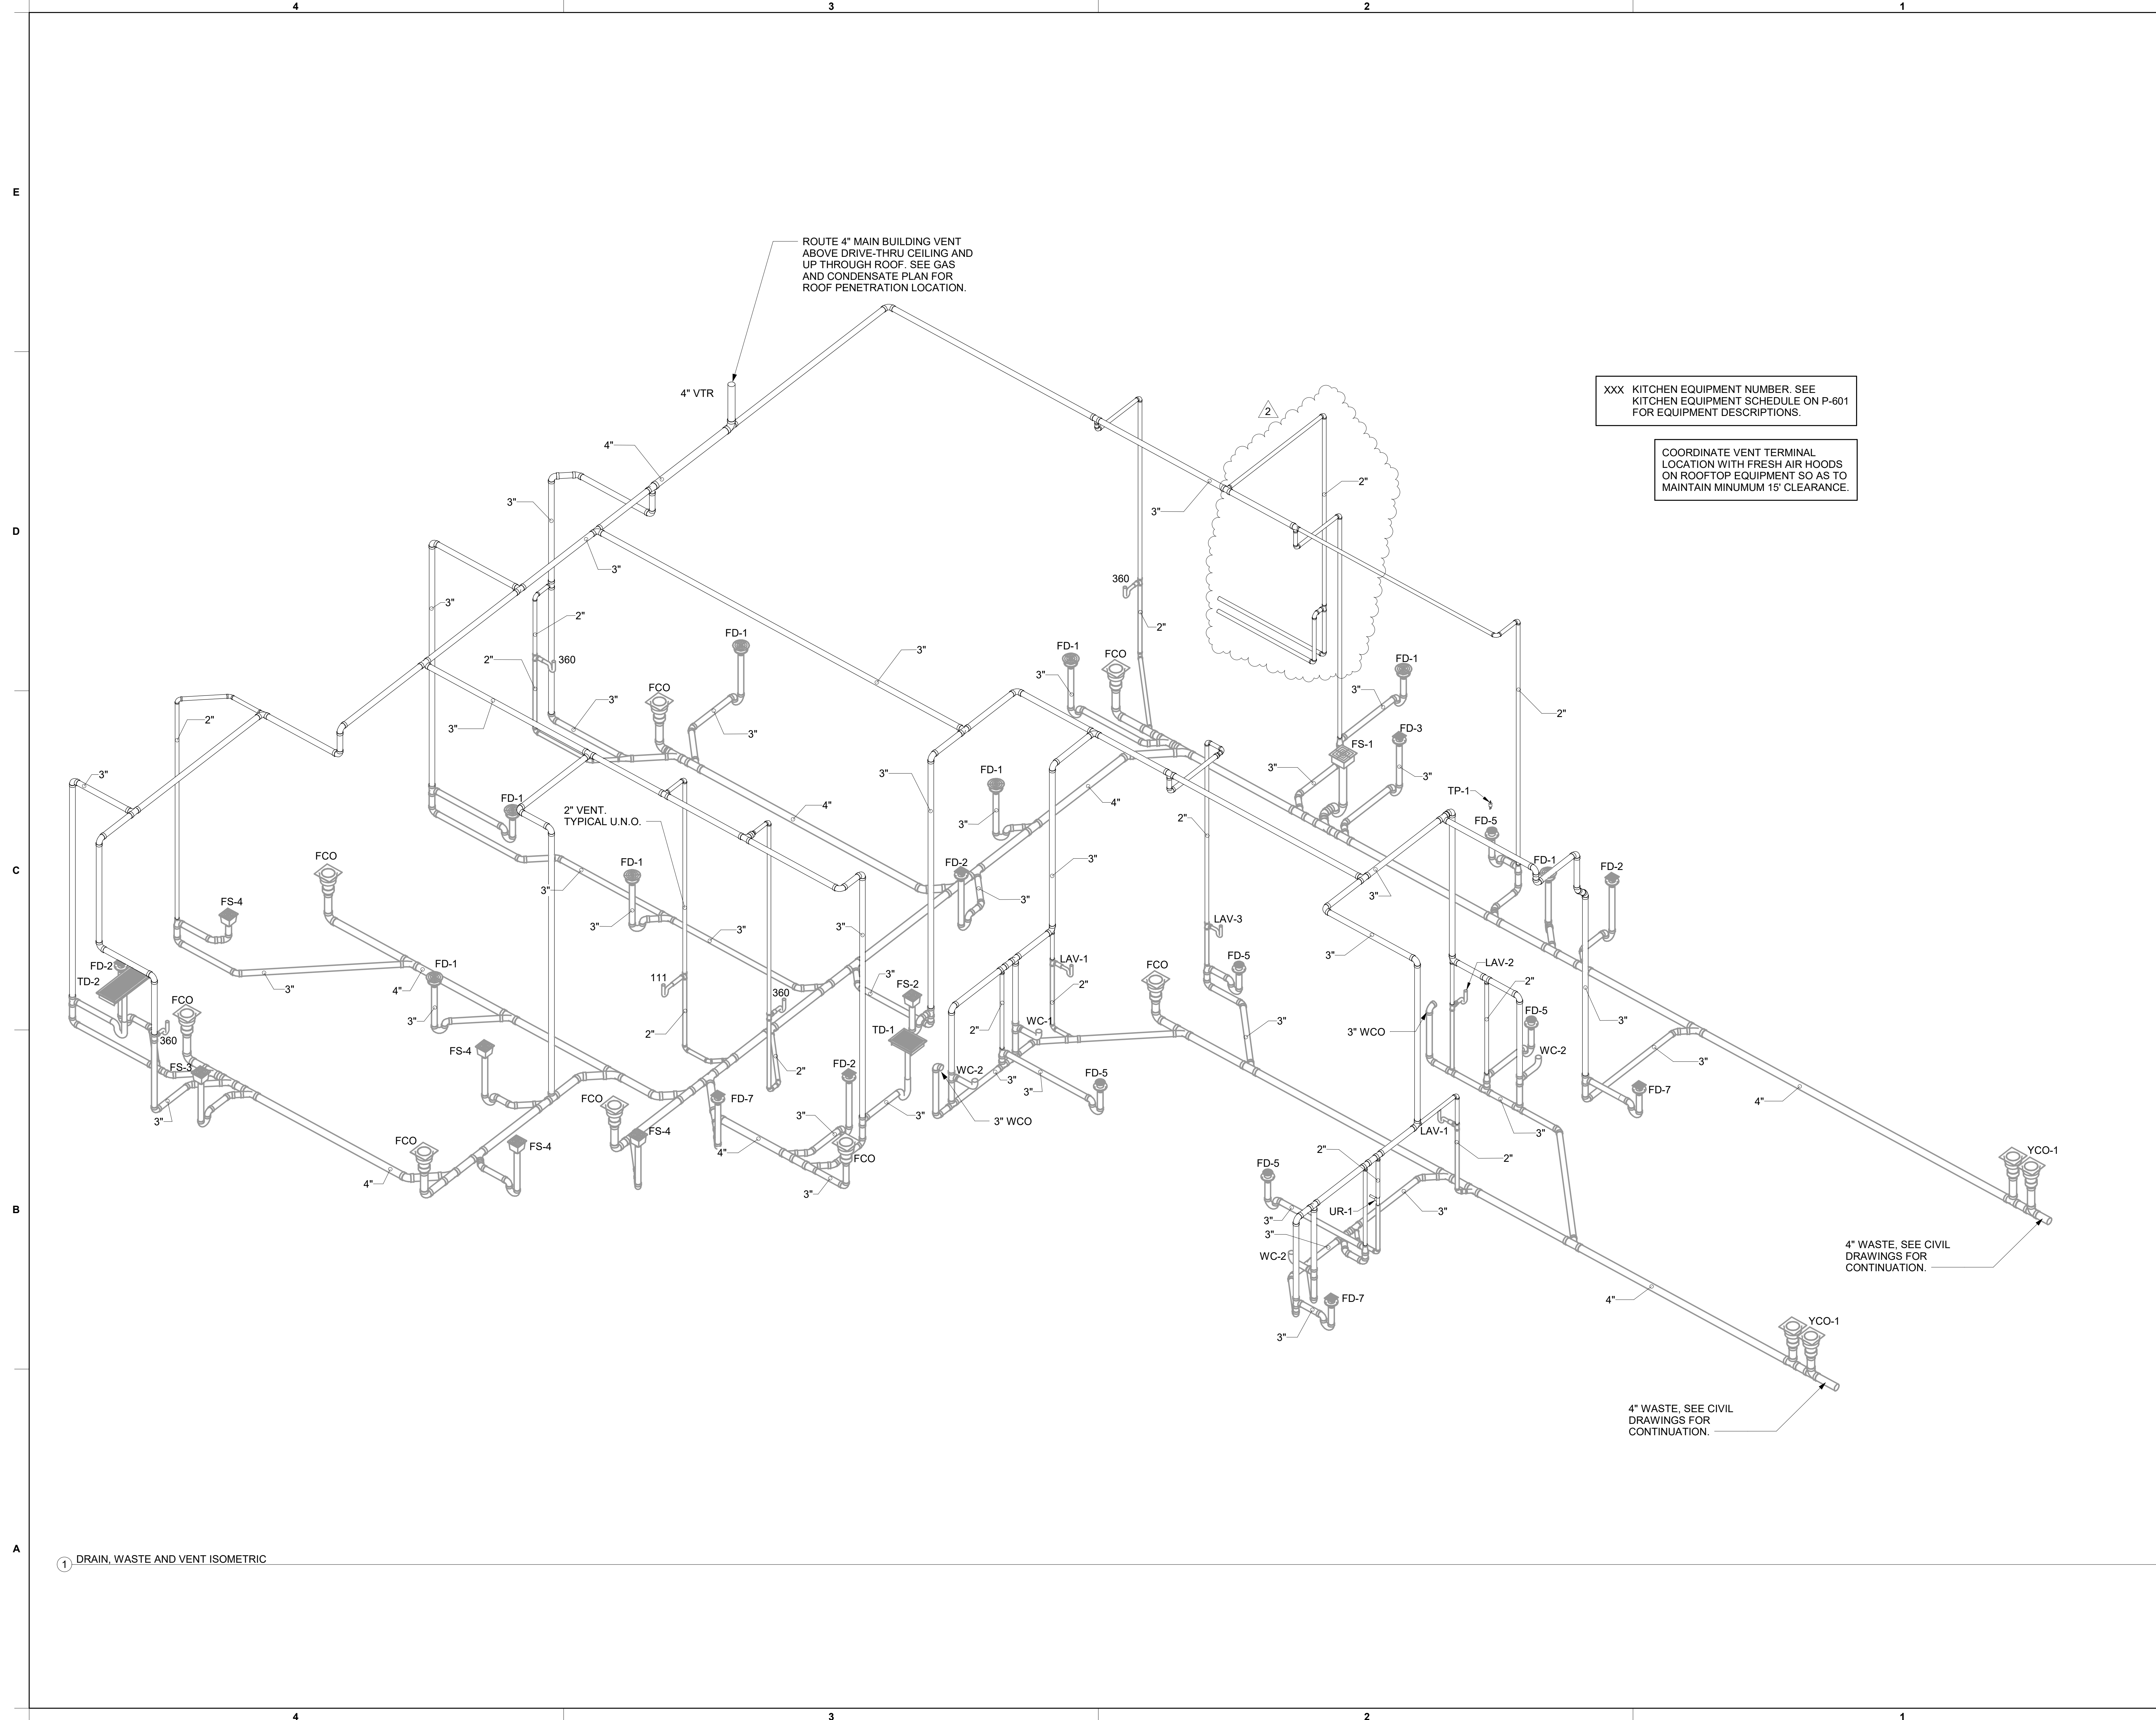 4 3 2 1
E
ROUTE 4" MAIN BUILDING VENT
ABOVE DRIVE-THRU CEILING AND
UP THROUGH ROOF. SEE GAS
AND CONDENSATE PLAN FOR
ROOF PENETRATION LOCATION.
4" VTR
4"
2
XXX KITCHEN EQUIPMENT NUMBER. SEE
KITCHEN EQUIPMENT SCHEDULE ON P-601
FOR EQUIPMENT DESCRIPTIONS.
COORDINATE VENT TERMINAL
LOCATION WITH FRESH AIR HOODS
ON ROOFTOP EQUIPMENT SO AS TO
MAINTAIN MINUMUM 15' CLEARANCE.
2"
3"
3"
D
3"
360
3"
2"
2"
FD-1
FD-1
FCO
FD-1
3"
2"
360
3"
FCO
3"
3"
2"
2"
3"
3"
3"
FD-3
FS-1
3"
3"
3"
3"
FD-1
FD-1
4"
4"
TP-1
2" VENT.
TYPICAL U.N.O.
2"
3"
FD-5
FCO
FD-1
FD-2
3"
FD-1
FD-2
C
3"
3"
3"
FS-4
3"
3"
3"
LAV-3
3"
FD-2
TD-2
FD-1
3"
4"
111
3"
FS-2
LAV-1
FCO
FD-5
LAV-2
2"
2"
FCO
360
3"
2"
TD-1
2"
WC-1
3"
3" WCO
FD-5
3"
360
FS-4
FS-3
2"
FD-2
WC-2
3"
3"
FD-5
WC-2
3"
FD-7
4"
3"
FCO
FD-7
3"
3"
3" WCO
FS-4
LAV-1
3"
FCO
FS-4
4"
FCO
2"
2"
YCO-1
4"
3"
FD-5
B
UR-1
3"
3"
3"
WC-2
4" WASTE, SEE CIVIL
DRAWINGS FOR
CONTINUATION.
FD-7
4"
3"
YCO-1
4" WASTE, SEE CIVIL
DRAWINGS FOR
CONTINUATION.
A
1 DRAIN, WASTE AND VENT ISOMETRIC
4 3 2 1